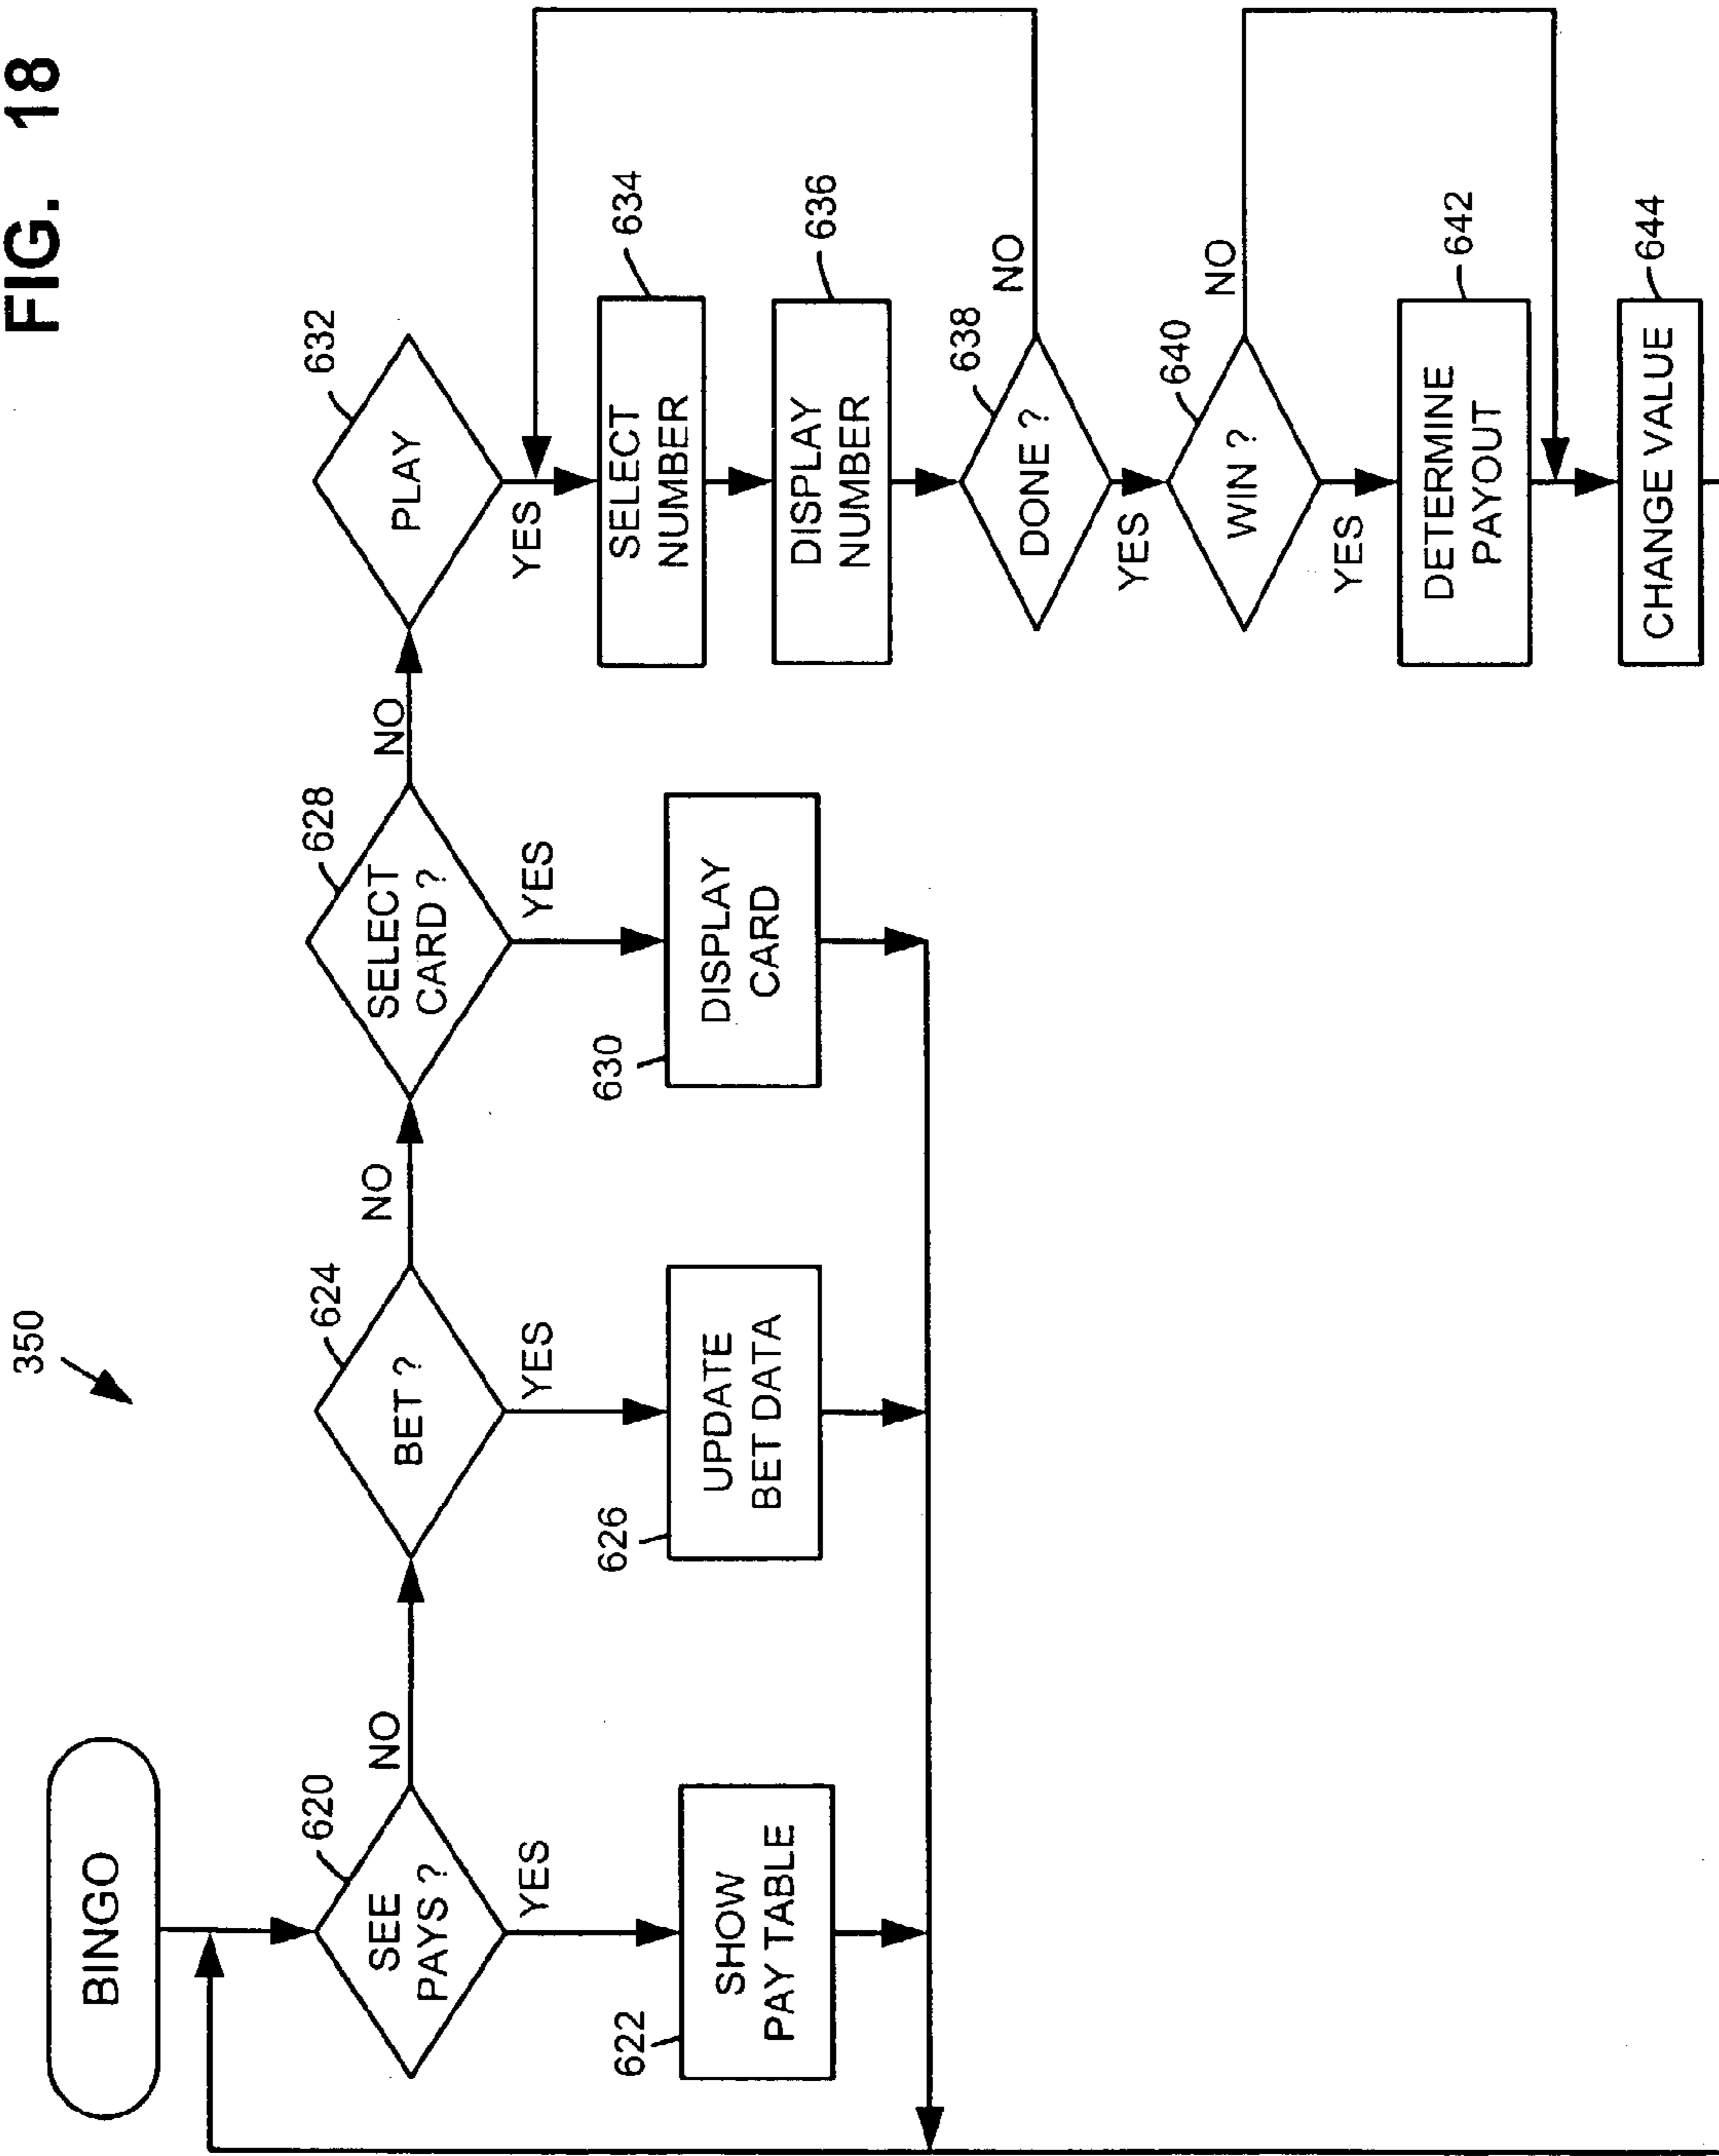 FIG. 18
350
BINGO
620
SEE
PAYS ?
NO
YES
622
SHOW
PAY TABLE
624
BET ?
NO
YES
626
UPDATE
BET DATA
628
SELECT
CARD ?
NO
YES
630
DISPLAY
CARD
632
PLAY
YES
634
SELECT
NUMBER
636
DISPLAY
NUMBER
638
DONE ?
NO
YES
640
WIN ?
NO
YES
642
DETERMINE
PAYOUT
644
CHANGE VALUE